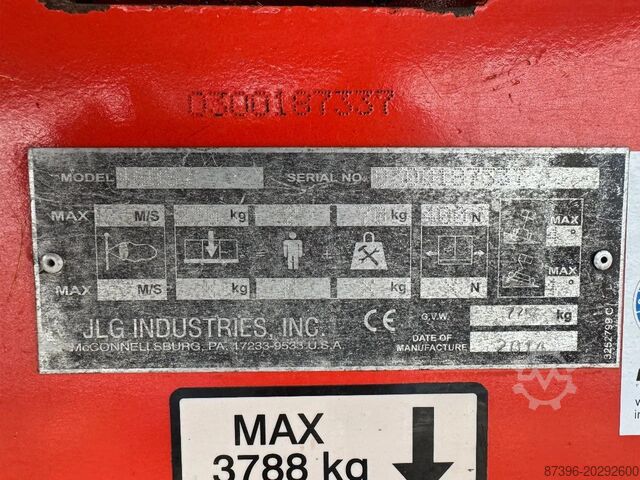 0300187337
MODEL SERIAL NO.
MAX M/S kg kg N MAX °
MAX M/S kg kg N MAX °
JLG INDUSTRIES, INC.
McCONNELLSBURG, PA. 17233-9533 U.S.A.
CE
G.V.W. kg
DATE OF
MANUFACTURE
3252799 C
MAX
3788 kg
87396-20292600